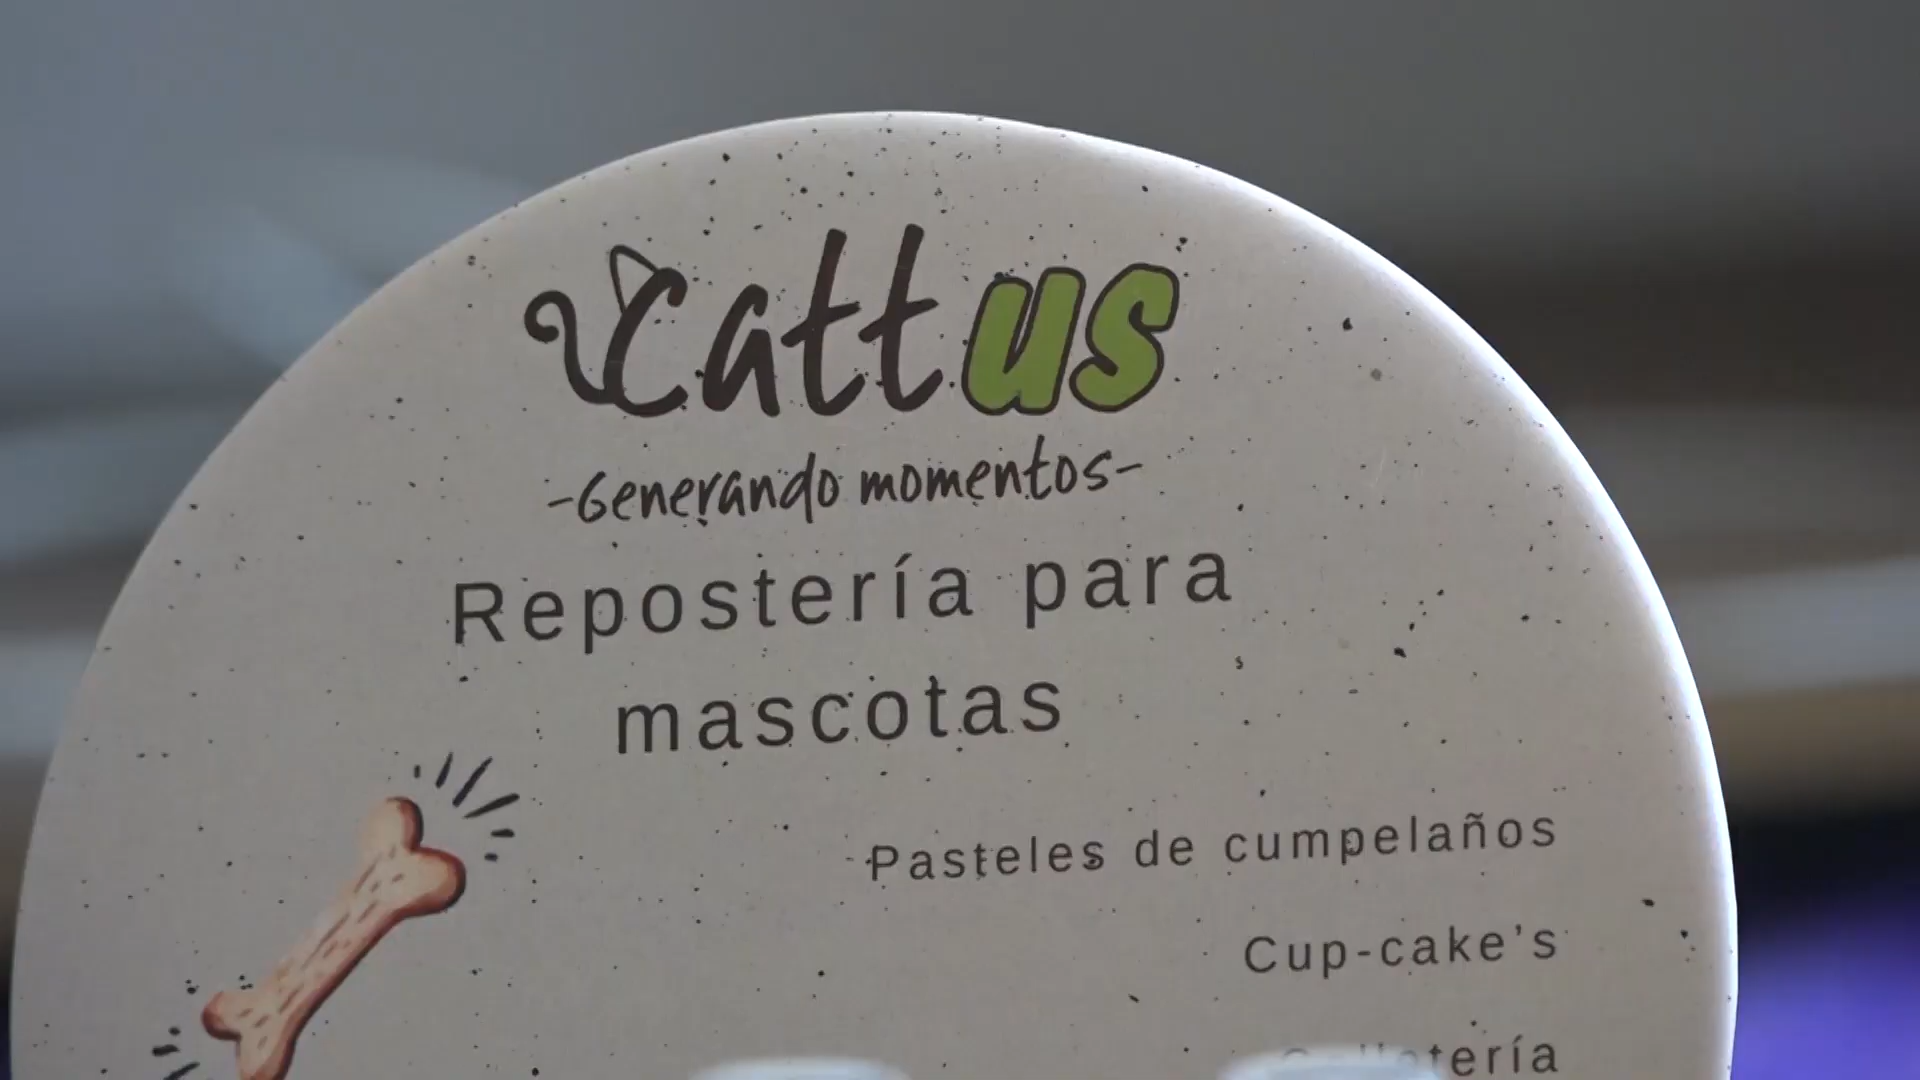 Cattus
-Generando momentos-
Repostería para
mascotas
-Pasteles de cumpelaños
Cup-cake's